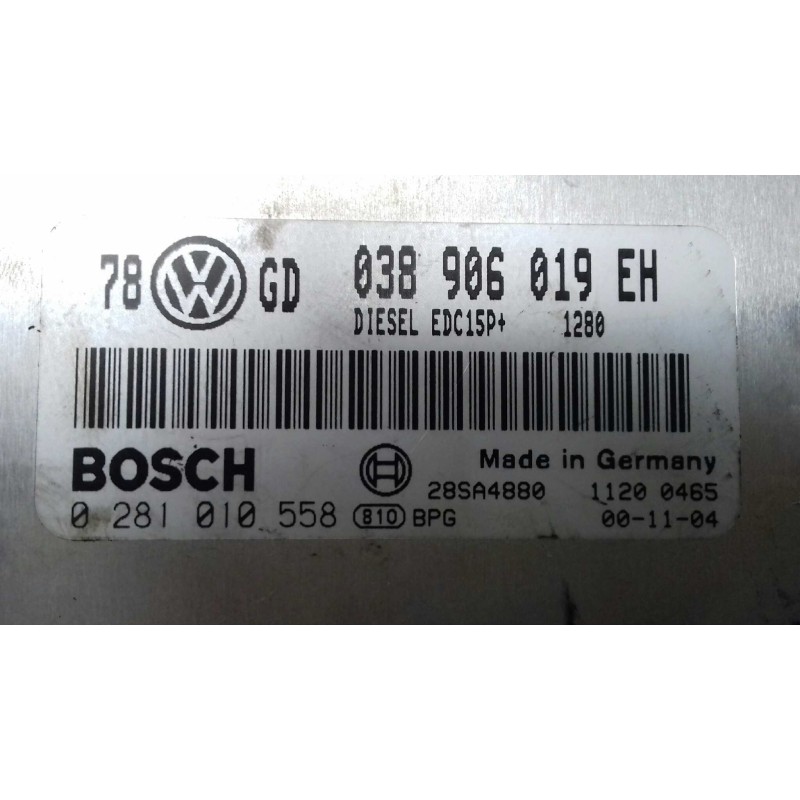 78 VW GD 038 906 019 EH
DIESEL EDC15P+ 1280
BOSCH Made in Germany
28SA4880 1120 0465
0 281 010 558 810 BPG 00-11-04